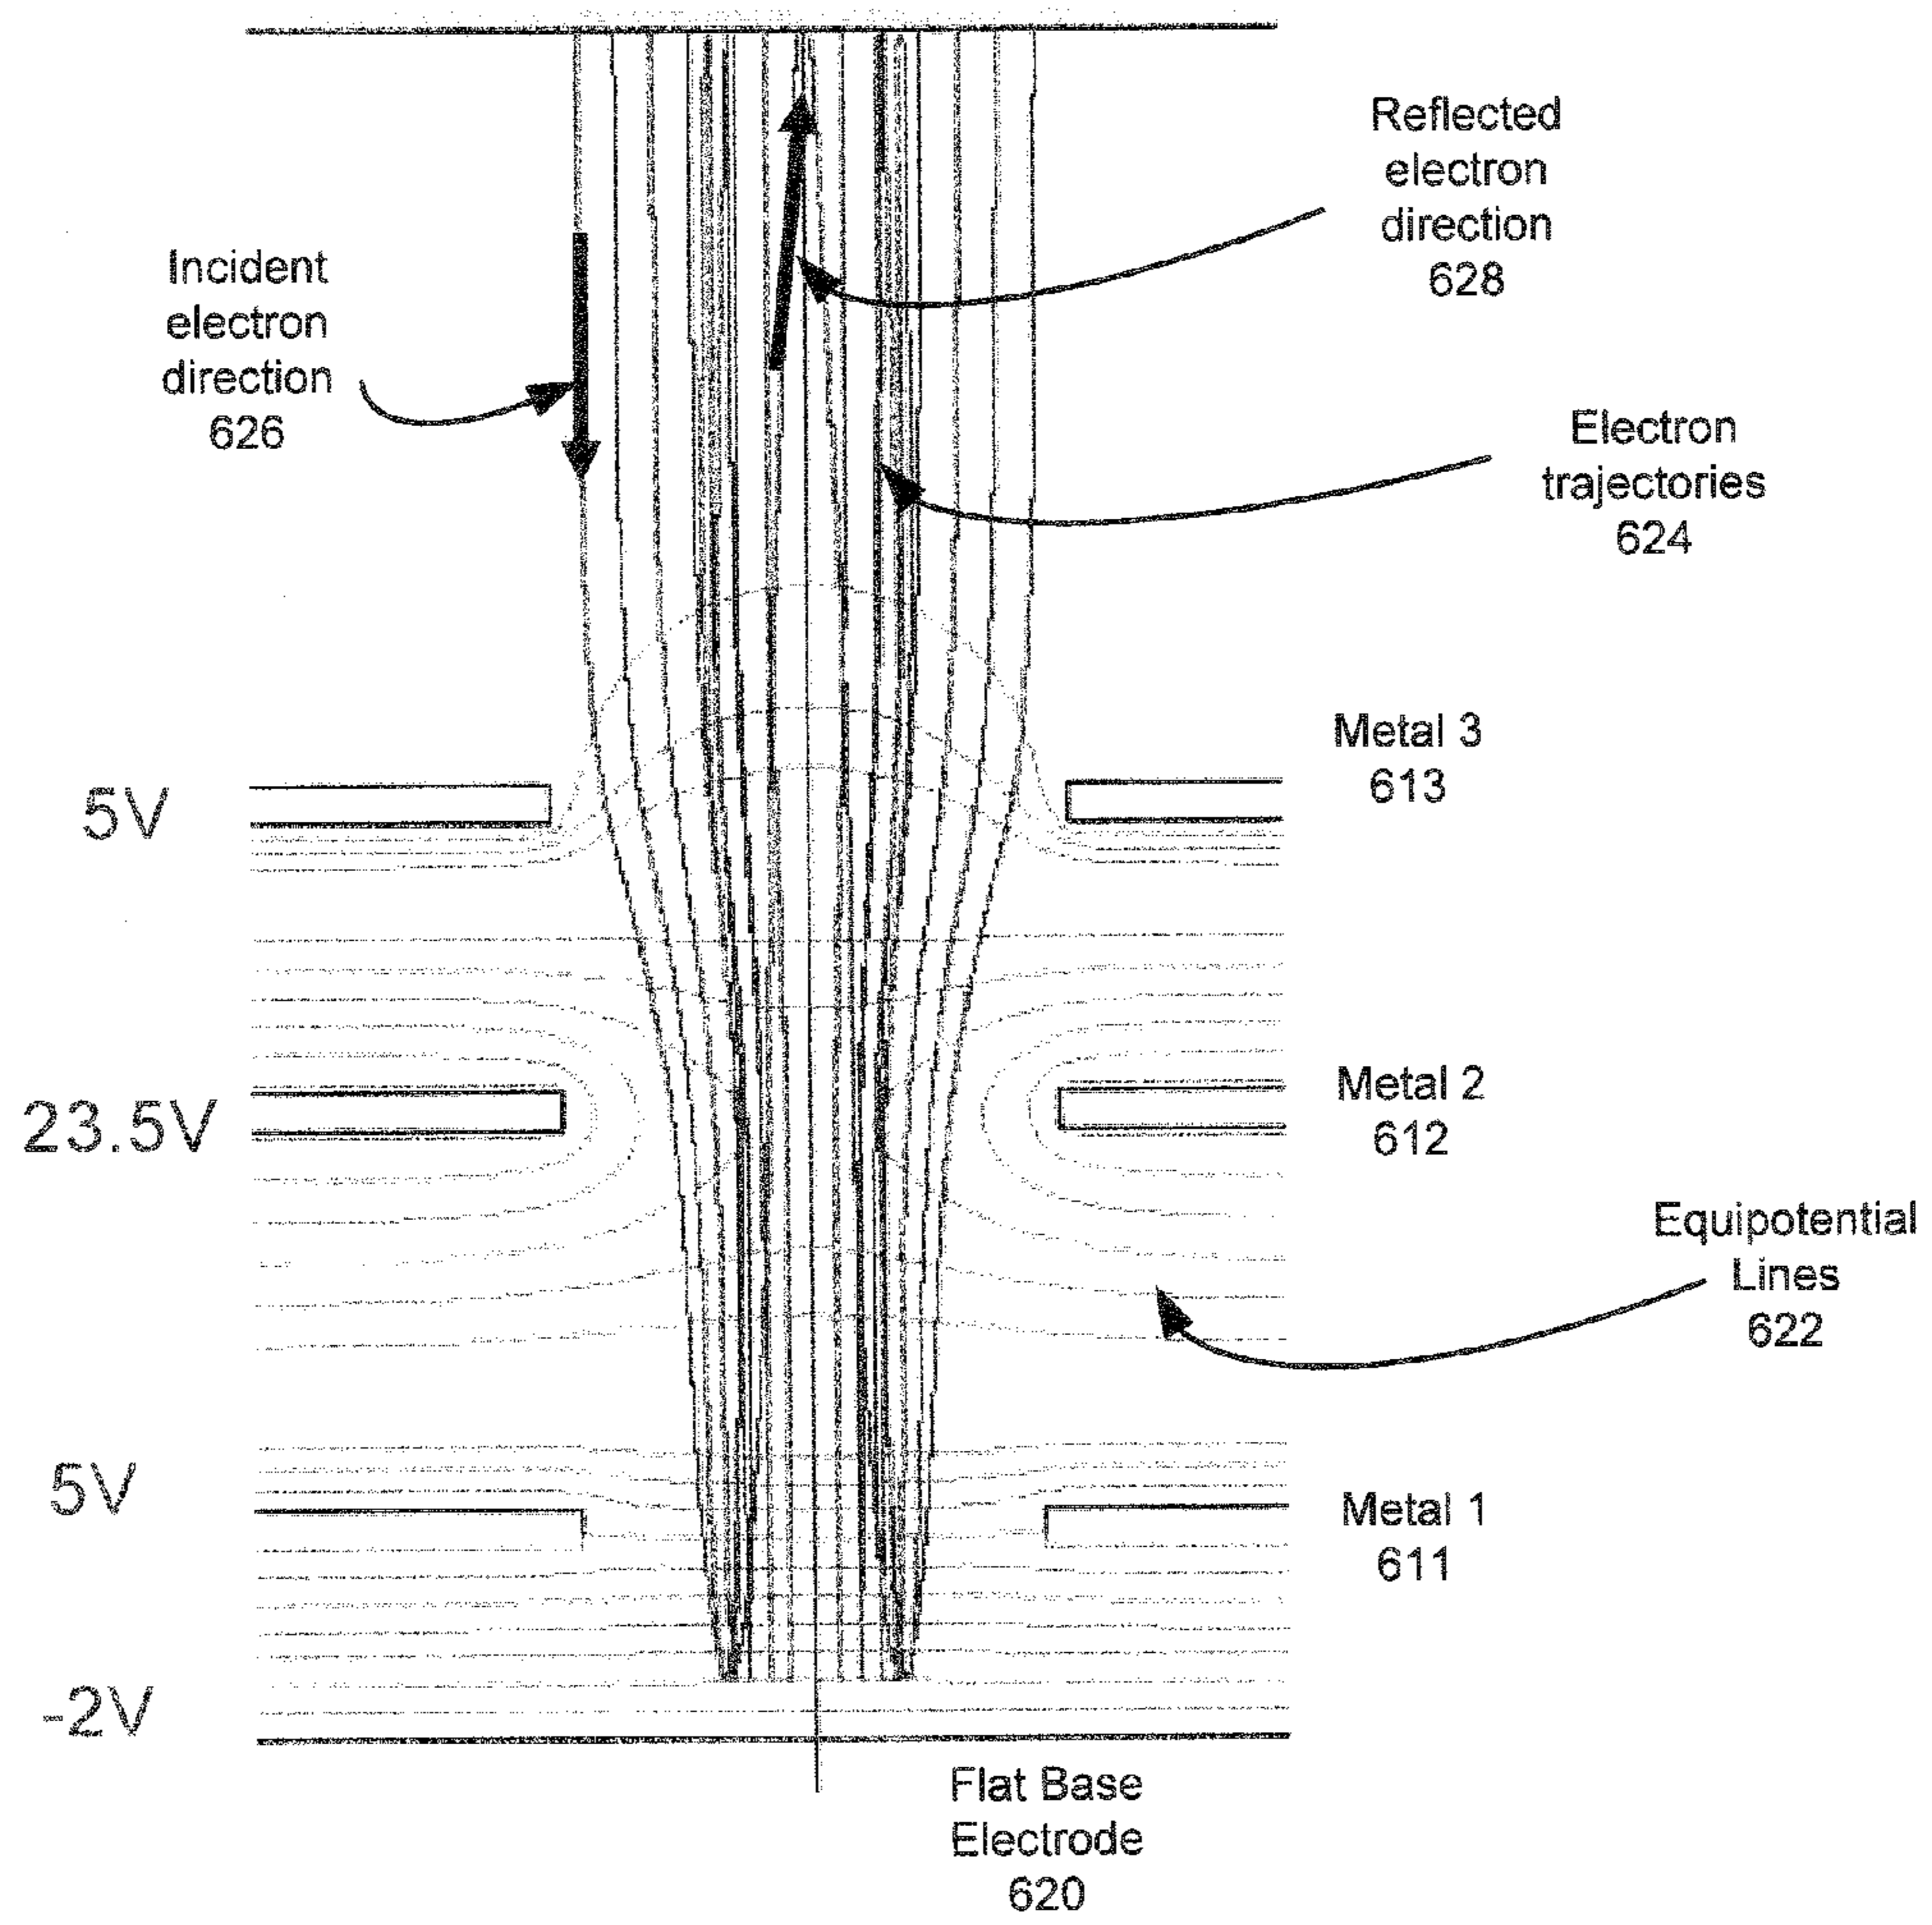 Reflected
electron
direction
628
Incident
electron
direction
626
Electron
trajectories
624
Metal 3
613
5V
Metal 2
612
23.5V
Equipotential
Lines
622
5V
Metal 1
611
-2V
Flat Base
Electrode
620